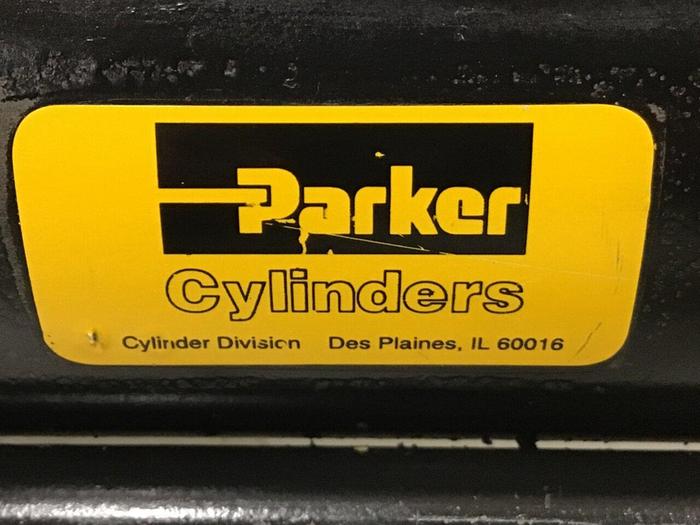 Parker
Cylinders
Cylinder Division Des Plaines, IL 60016